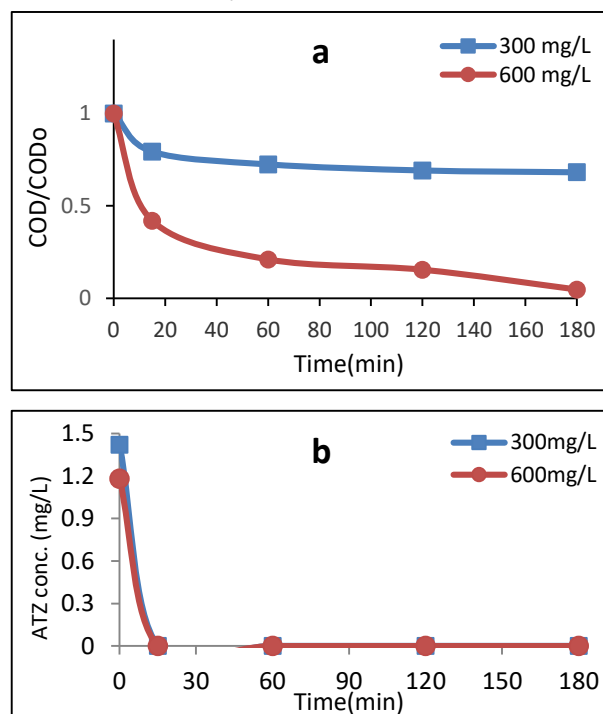 a
300 mg/L
600 mg/L
1
0.5
0
COD/CODo
0 20 40 60 80 100 120 140 160 180
Time(min)
b
300mg/L
600mg/L
1.5
1.2
0.9
0.6
0.3
0
ATZ conc. (mg/L)
0 30 60 90 120 150 180
Time(min)